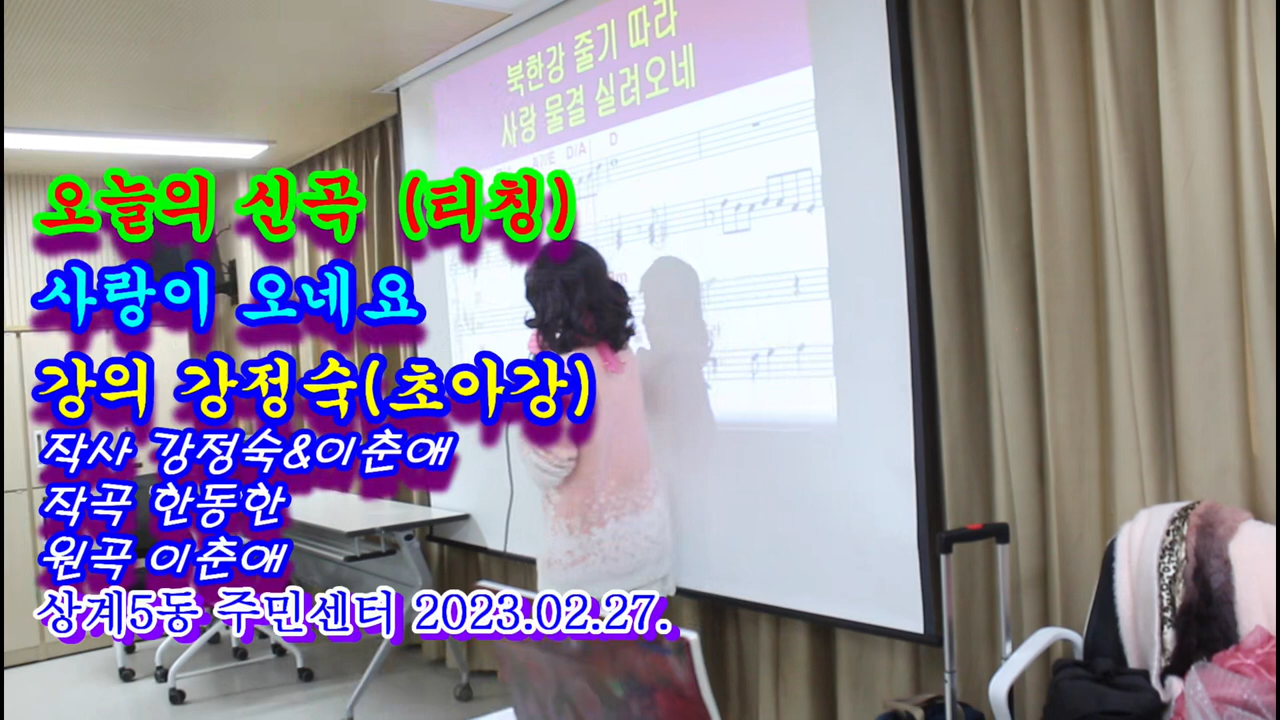 북한강 줄기 따라
사랑 물결 실려오네
D/A D
오늘의 신곡 (티칭)
사랑이 오네요
강의 강정숙(초아강)
작사 강정숙&이춘애
작곡 한동한
원곡 이춘애
상계5동 주민센터 2023.02.27.